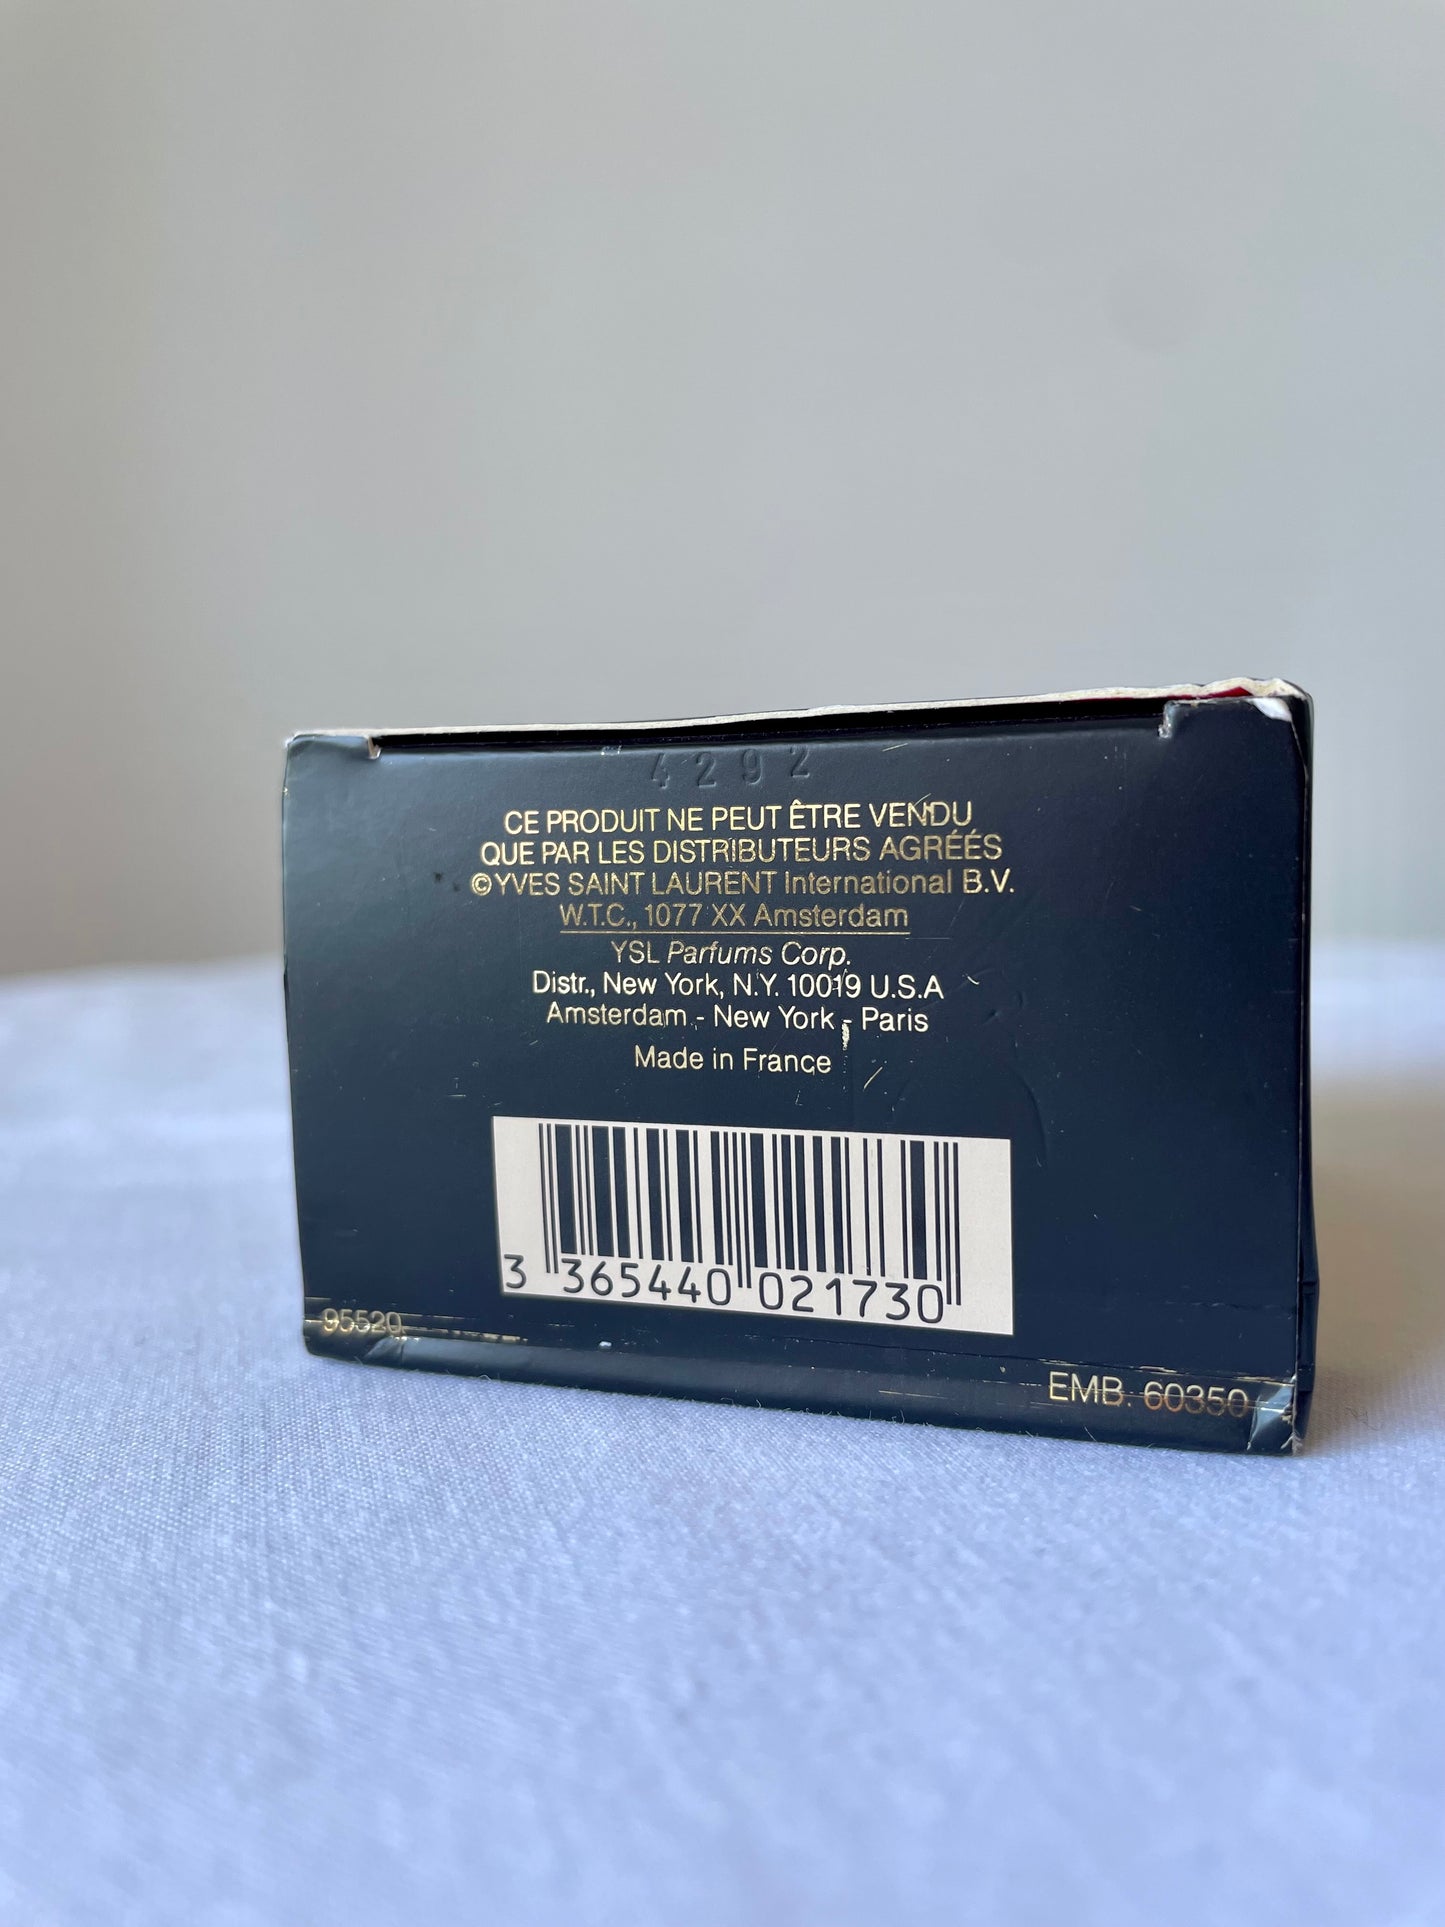 4292
CE PRODUIT NE PEUT ÊTRE VENDU
QUE PAR LES DISTRIBUTEURS AGRÉÉS
©YVES SAINT LAURENT International B.V.
W.T.C., 1077 XX Amsterdam
YSL Parfums Corp.
Distr., New York, N.Y. 10019 U.S.A
Amsterdam - New York - Paris
Made in France
3 365440 021730
95520
EMB. 60350